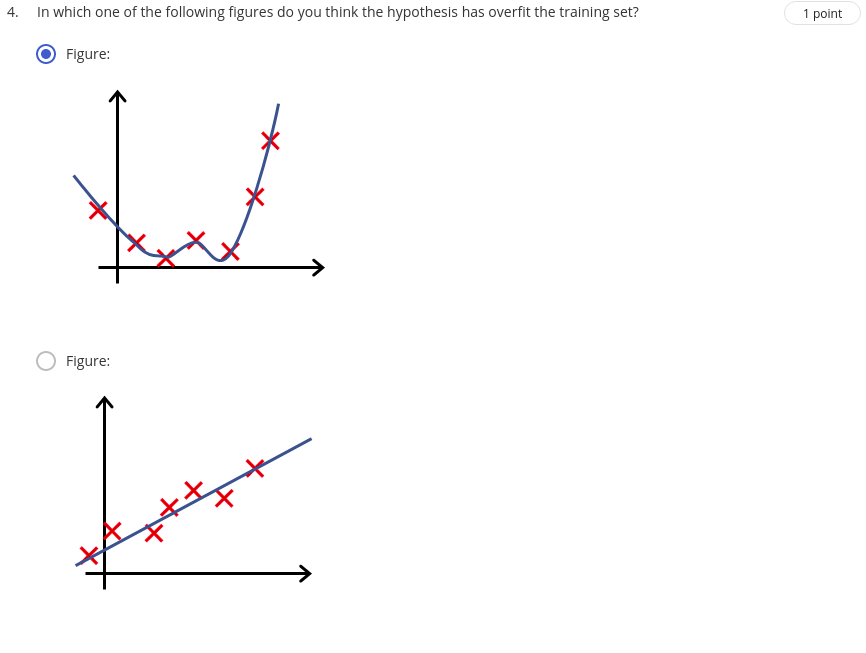 4. In which one of the following figures do you think the hypothesis has overfit the training set?
1 point
Figure:
Figure: